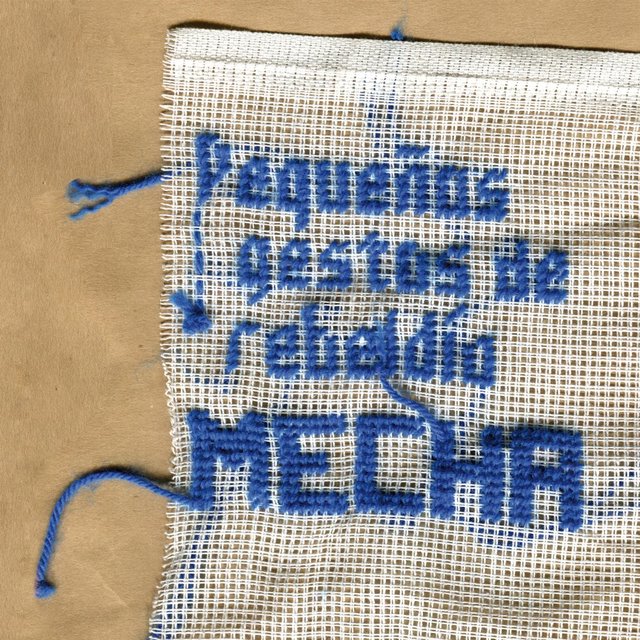 Pequeños
gestos de
rebeldía
MECHA